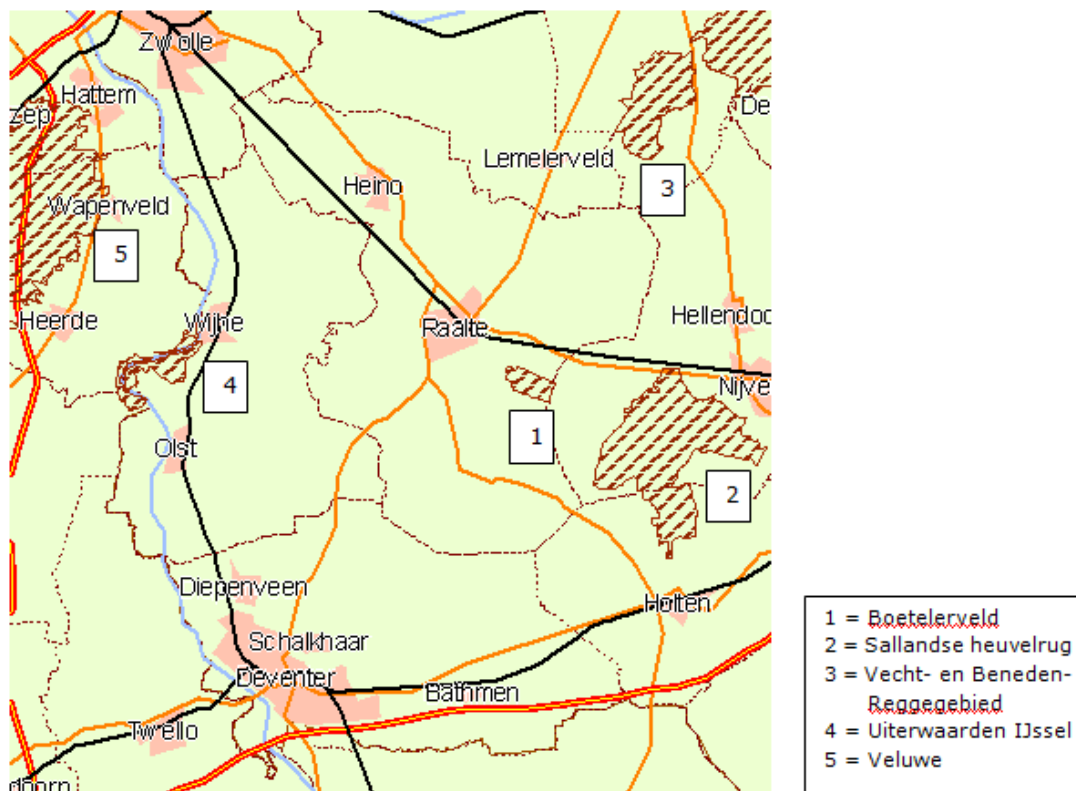 Zwolle
De
Hattem
zep
Lemelerveld
Heino
3
Wapenveld
5
Hellendoo
Heerde
Wijhe
Raalte
4
Nijve
1
Olst
2
Diepenveen
Holten
Schalkhaar
Deventer
Bathmen
Twello
doorn
1 = Boetelerveld
2 = Sallandse heuvelrug
3 = Vecht- en Beneden-
Reggegebied
4 = Uiterwaarden IJssel
5 = Veluwe